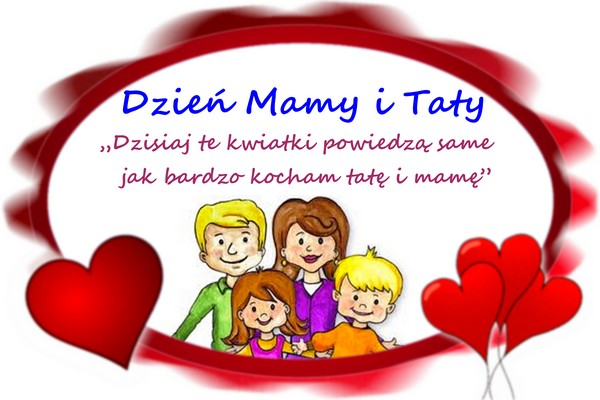 Dzień Mamy i Taty
„Dzisiaj te kwiatki powiedzą same
jak bardzo kocham tatę i mamę”